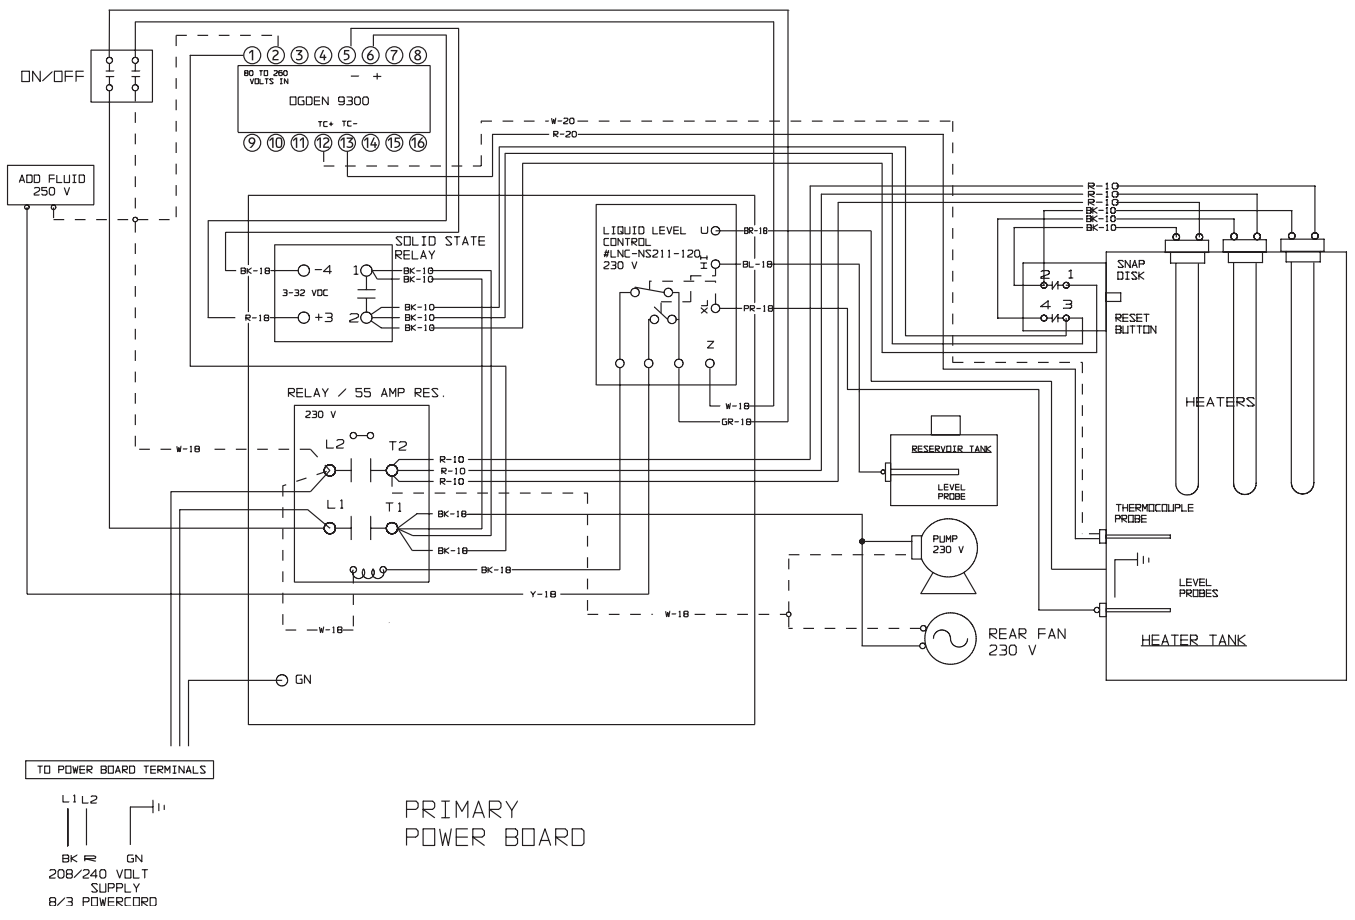 ON/OFF
1 2 3 4 5 6 7 8
80 TO 260
VOLTS IN
- +
OGDEN 9300
TC+ TC-
9 10 11 12 13 14 15 16
W-20
R-20
ADD FLUID
250 V
R-10
R-10
R-10
BK-10
BK-10
BK-10
SOLID STATE
RELAY
BK-18
-4
1
BK-10
BK-10
3-32 VDC
R-18
+3
2
BK-10
BK-10
BK-10
LIQUID LEVEL
CONTROL
#LNC-NS211-120
230 V
U
BR-18
H
BL-18
X
PR-18
Z
W-18
GR-18
SNAP
DISK
2 1
4 3
RESET
BUTTON
HEATERS
RELAY / 55 AMP RES.
230 V
L2
T2
W-18
R-10
R-10
R-10
L1
T1
BK-18
BK-18
BK-18
Y-18
W-18
W-18
RESERVOIR TANK
LEVEL
PROBE
PUMP
230 V
REAR FAN
230 V
THERMOCOUPLE
PROBE
LEVEL
PROBES
HEATER TANK
GN
TO POWER BOARD TERMINALS
L1 L2
BK R GN
208/240 VOLT
SUPPLY
8/3 POWERCORD
PRIMARY
POWER BOARD